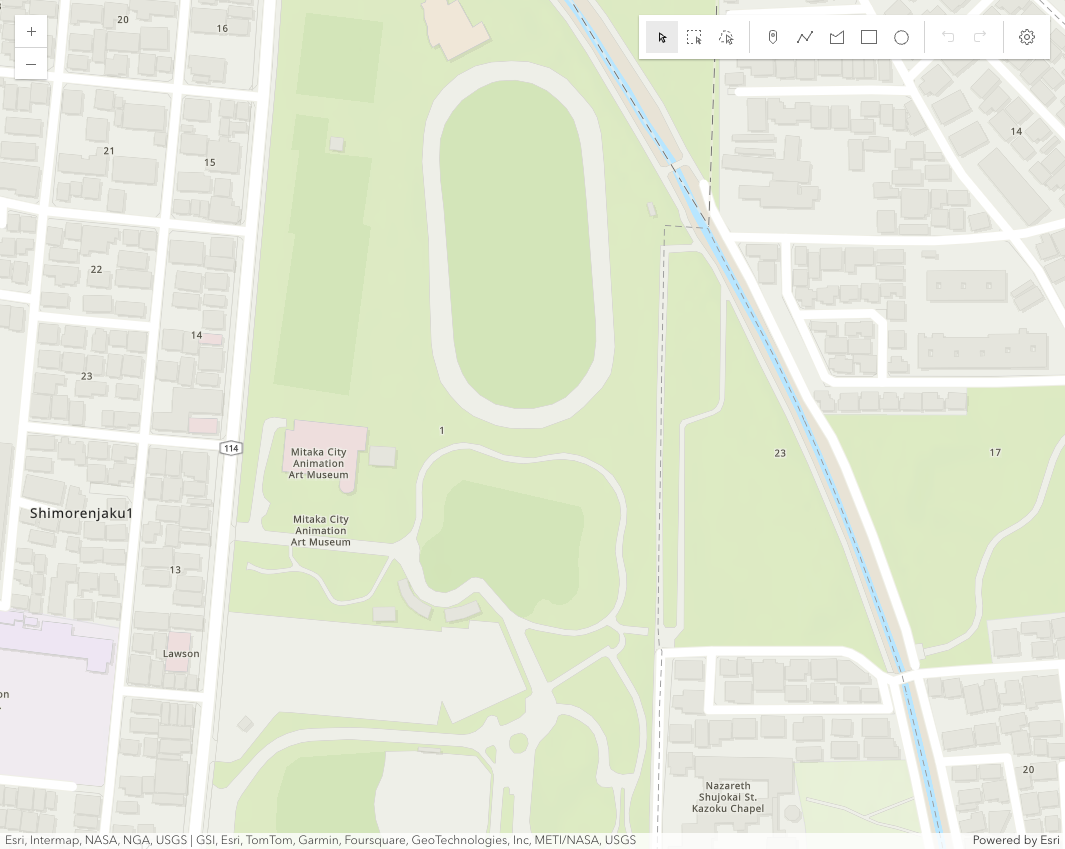 20
16
14
21
15
22
14
23
1
114
23
17
Mitaka City
Animation
Art Museum
Shimorenjaku1
Mitaka City
Animation
Art Museum
13
Lawson
on
20
Nazareth
Shujokai St.
Kazoku Chapel
Esri, Intermap, NASA, NGA, USGS | GSI, Esri, TomTom, Garmin, Foursquare, GeoTechnologies, Inc, METI/NASA, USGS
Powered by Esri